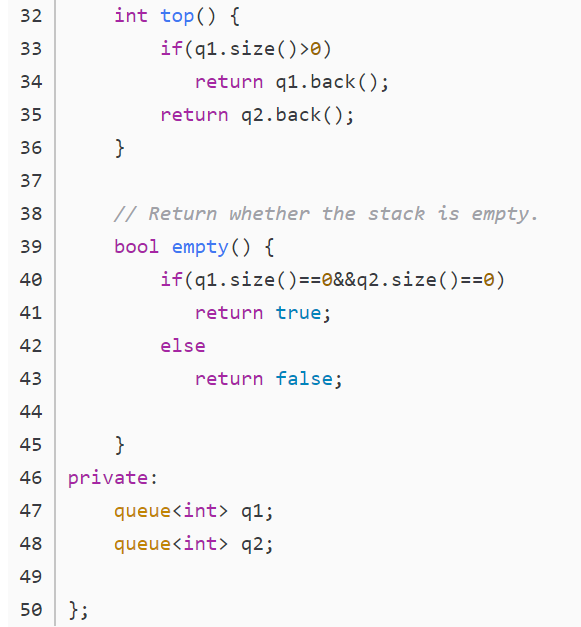 32 int top() {
33 if(q1.size()>0)
34 return q1.back();
35 return q2.back();
36 }
37
38 // Return whether the stack is empty.
39 bool empty() {
40 if(q1.size()==0&&q2.size()==0)
41 return true;
42 else
43 return false;
44
45 }
46 private:
47 queue<int> q1;
48 queue<int> q2;
49
50 };